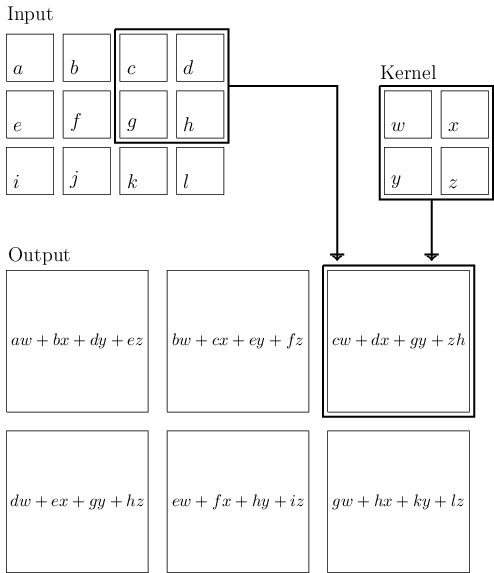 Input
a b c d
Kernel
e f g h
w x
i j k l
y z
Output
aw + bx + dy + ez bw + cx + ey + fz cw + dx + gy + zh
dw + ex + gy + hz ew + fx + hy + iz gw + hx + ky + lz